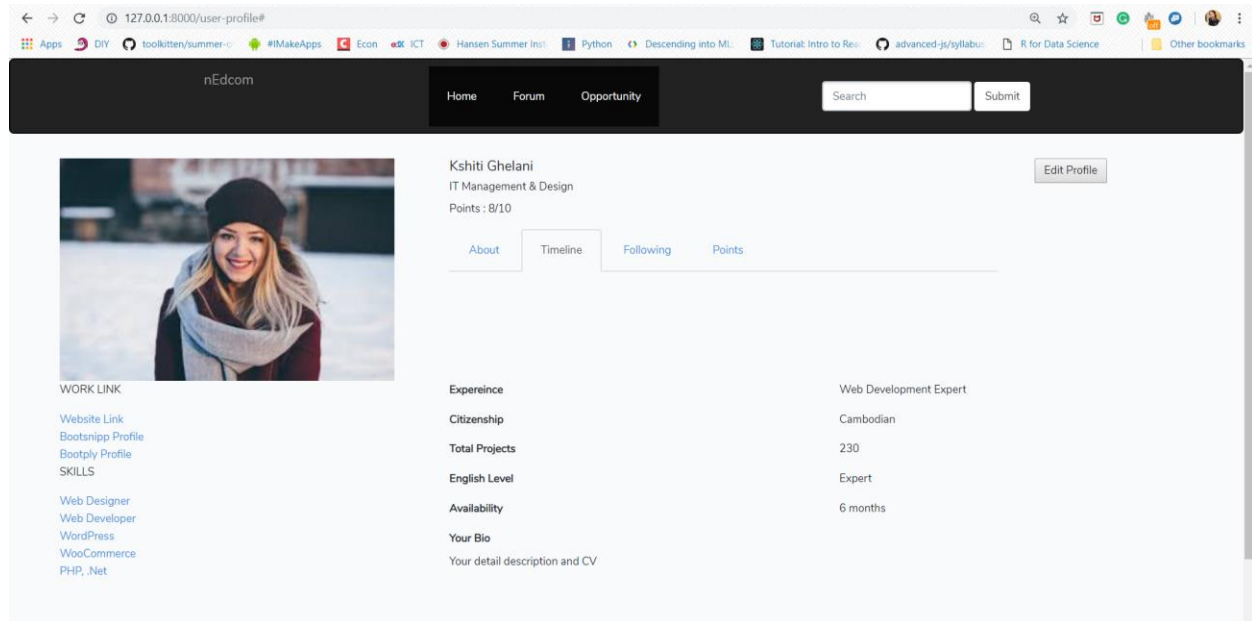 127.0.0.1:8000/user-profile#
Apps DIY toolkitten/summer- #IMakeApps Econ edX ICT Hansen Summer Inst Python Descending into ML: Tutorial: Intro to Rea advanced-js/syllabus R for Data Science Other bookmarks
off
nEdcom
Home Forum Opportunity Search Submit
Kshiti Ghelani
Edit Profile
IT Management & Design
Points : 8/10
About Timeline Following Points
WORK LINK
Website Link
Bootsnipp Profile
Bootply Profile
SKILLS
Web Designer
Web Developer
WordPress
WooCommerce
PHP, .Net
Expereince Web Development Expert
Citizenship Cambodian
Total Projects 230
English Level Expert
Availability 6 months
Your Bio
Your detail description and CV